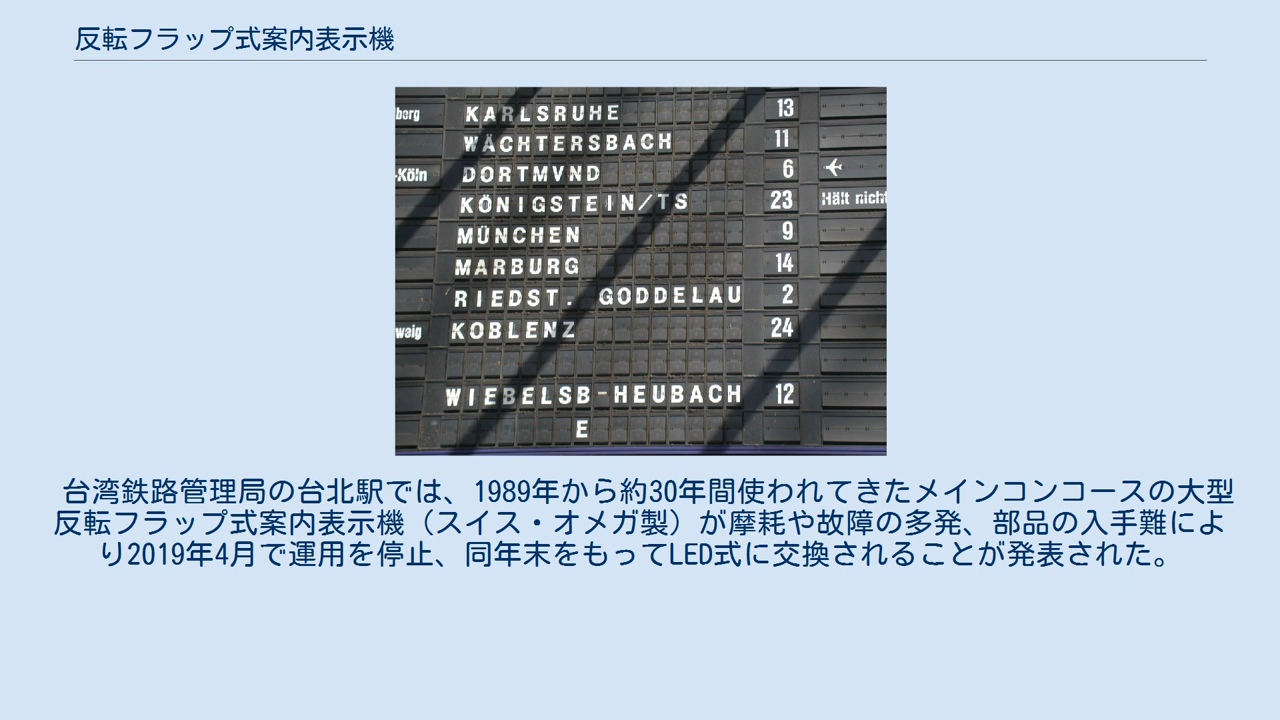 反転フラップ式案内表示機
berg KARLSRUHE 13
WÄCHTERSBACH 11
-Köln DORTMVND 6
KÖNIGSTEIN/TS 23 Hält nicht
MÜNCHEN 9
MARBURG 14
RIEDST. GODDELAU 2
waig KOBLENZ 24
WIEBELSB-HEUBACH 12
E
台湾鉄路管理局の台北駅では、1989年から約30年間使われてきたメインコンコースの大型
反転フラップ式案内表示機（スイス・オメガ製）が摩耗や故障の多発、部品の入手難によ
り2019年4月で運用を停止、同年末をもってLED式に交換されることが発表された。